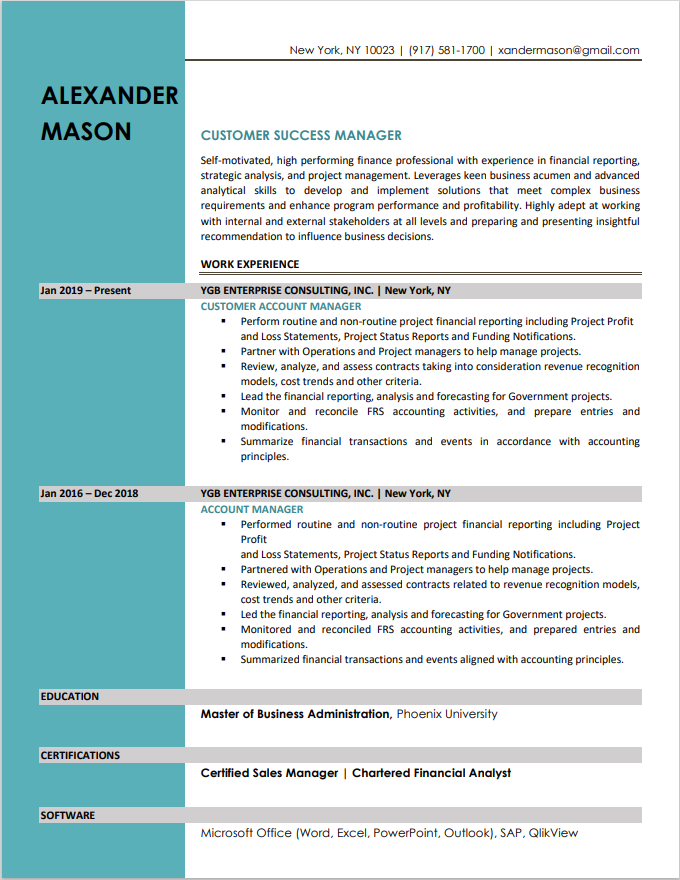 New York, NY 10023 | (917) 581-1700 | xandermason@gmail.com
ALEXANDER
MASON
CUSTOMER SUCCESS MANAGER
Self-motivated, high performing finance professional with experience in financial reporting,
strategic analysis, and project management. Leverages keen business acumen and advanced
analytical skills to develop and implement solutions that meet complex business
requirements and enhance program performance and profitability. Highly adept at working
with internal and external stakeholders at all levels and preparing and presenting insightful
recommendation to influence business decisions.
WORK EXPERIENCE
Jan 2019 – Present YGB ENTERPRISE CONSULTING, INC. | New York, NY
CUSTOMER ACCOUNT MANAGER
▪ Perform routine and non-routine project financial reporting including Project Profit
and Loss Statements, Project Status Reports and Funding Notifications.
▪ Partner with Operations and Project managers to help manage projects.
▪ Review, analyze, and assess contracts taking into consideration revenue recognition
models, cost trends and other criteria.
▪ Lead the financial reporting, analysis and forecasting for Government projects.
▪ Monitor and reconcile FRS accounting activities, and prepare entries and
modifications.
▪ Summarize financial transactions and events in accordance with accounting
principles.
Jan 2016 – Dec 2018 YGB ENTERPRISE CONSULTING, INC. | New York, NY
ACCOUNT MANAGER
▪ Performed routine and non-routine project financial reporting including Project
Profit
and Loss Statements, Project Status Reports and Funding Notifications.
▪ Partnered with Operations and Project managers to help manage projects.
▪ Reviewed, analyzed, and assessed contracts related to revenue recognition models,
cost trends and other criteria.
▪ Led the financial reporting, analysis and forecasting for Government projects.
▪ Monitored and reconciled FRS accounting activities, and prepared entries and
modifications.
▪ Summarized financial transactions and events aligned with accounting principles.
EDUCATION
Master of Business Administration, Phoenix University
CERTIFICATIONS
Certified Sales Manager | Chartered Financial Analyst
SOFTWARE
Microsoft Office (Word, Excel, PowerPoint, Outlook), SAP, QlikView